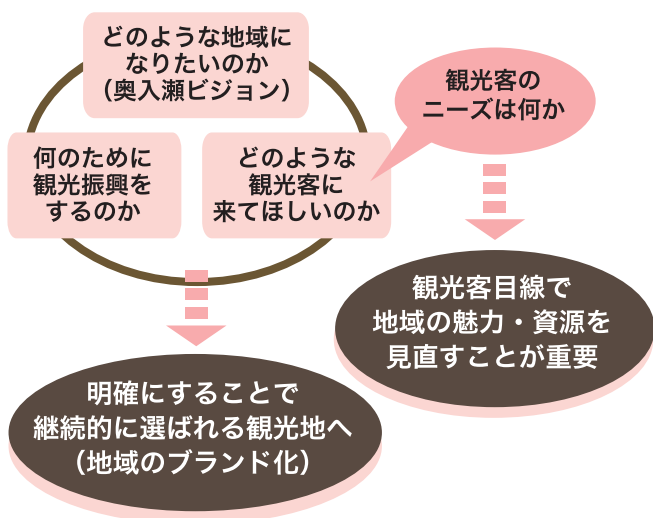 どのような地域に
なりたいのか
（奥入瀬ビジョン）
何のために
観光振興を
するのか
どのような
観光客に
来てほしいのか
観光客の
ニーズは何か
観光客目線で
地域の魅力・資源を
見直すことが重要
明確にすることで
継続的に選ばれる観光地へ
（地域のブランド化）